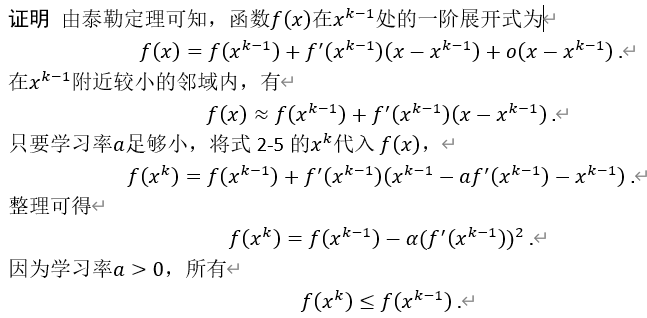 证明 由泰勒定理可知，函数f(x)在x^{k−1}处的一阶展开式为↵
f(x) = f(x^{k−1}) + f′(x^{k−1})(x − x^{k−1}) + o(x − x^{k−1}) .↵
在x^{k−1}附近较小的邻域内，有↵
f(x) ≈ f(x^{k−1}) + f′(x^{k−1})(x − x^{k−1}) .↵
只要学习率a足够小，将式 2-5 的x^k代入 f(x)，
f(x^k) = f(x^{k−1}) + f′(x^{k−1})(x^{k−1} − af′(x^{k−1}) − x^{k−1}) .↵
整理可得↵
f(x^k) = f(x^{k−1}) − α(f′(x^{k−1}))² .↵
因为学习率a > 0，所有↵
f(x^k) ≤ f(x^{k−1}) .↵